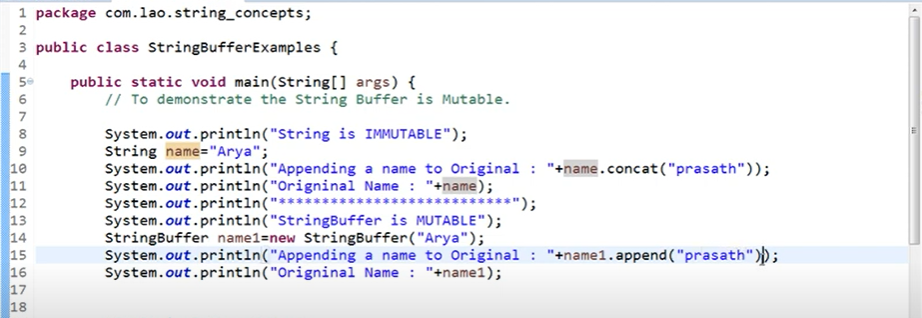 1 package com.lao.string_concepts;
2
3 public class StringBufferExamples {
4
5 public static void main(String[] args) {
6 // To demonstrate the String Buffer is Mutable.
7
8 System.out.println("String is IMMUTABLE");
9 String name="Arya";
10 System.out.println("Appending a name to Original : "+name.concat("prasath"));
11 System.out.println("Origninal Name : "+name);
12 System.out.println("***************************");
13 System.out.println("StringBuffer is MUTABLE");
14 StringBuffer name1=new StringBuffer("Arya");
15 System.out.println("Appending a name to Original : "+name1.append("prasath"));
16 System.out.println("Origninal Name : "+name1);
17
18